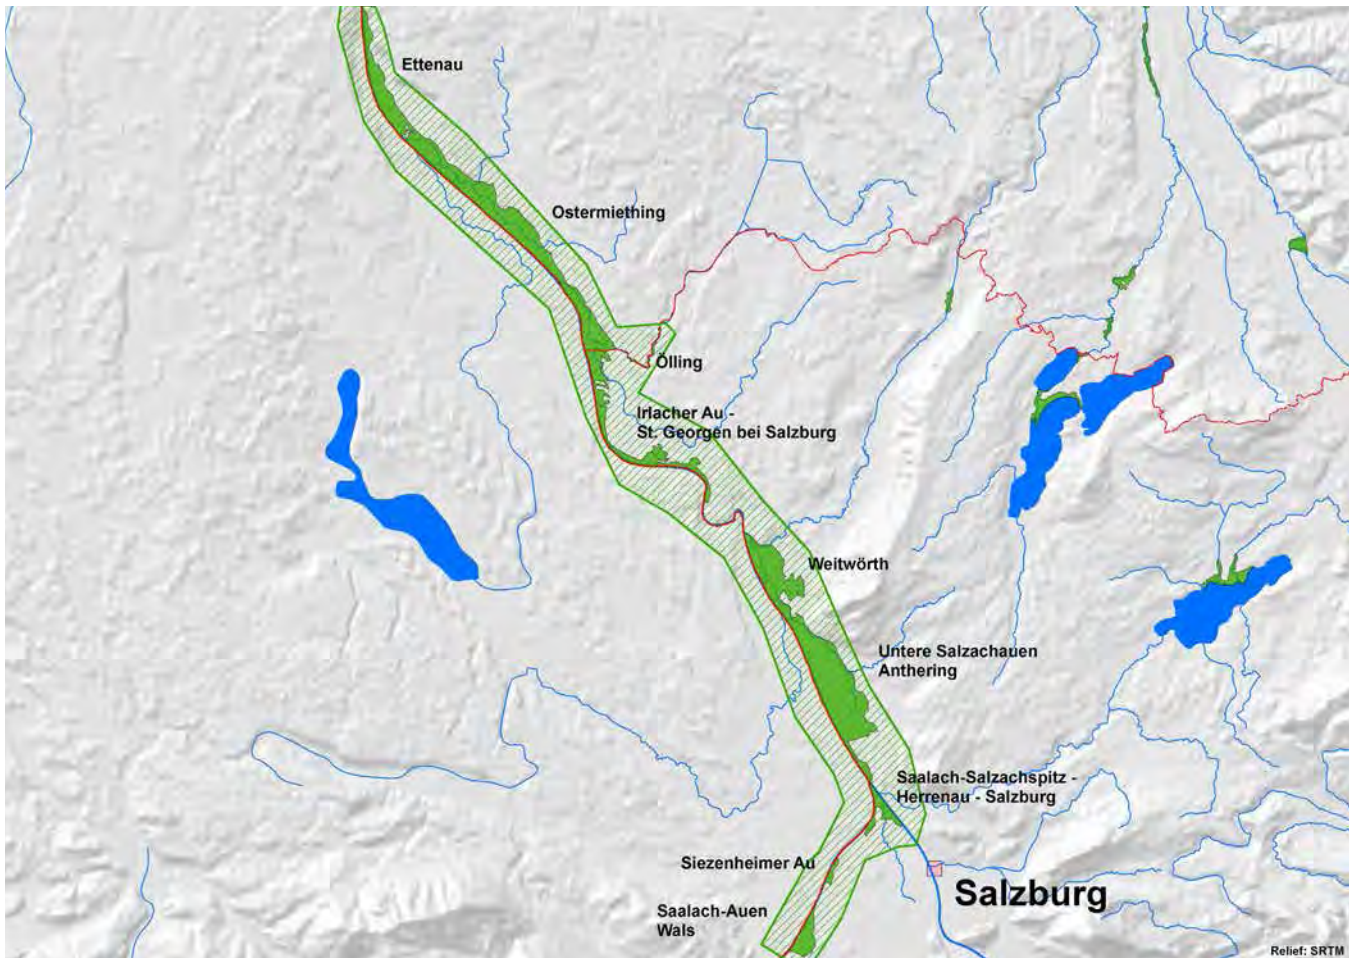 Ettenau
Ostermiething
Ölling
Irlacher Au -
St. Georgen bei Salzburg
Weitwörth
Untere Salzachauen
Anthering
Saalach-Salzachspitz -
Herrenau - Salzburg
Siezenheimer Au
Salzburg
Saalach-Auen
Wals
Relief: SRTM